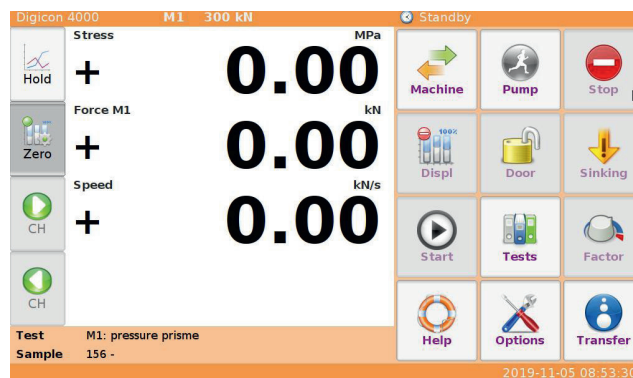 Digicon 4000 M1 300 kN Standby
Stress MPa
+ 0.00
Hold
Force M1 kN
+ 0.00
Zero
Speed kN/s
+ 0.00
CH
CH
Machine Pump Stop
100%
Displ Door Sinking
Start Tests Factor
Help Options Transfer
Test M1: pressure prisme
Sample 156 -
2019-11-05 08:53:30